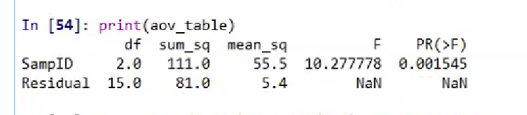 In [54]: print(aov_table)
df sum_sq mean_sq F PR(>F)
SampID 2.0 111.0 55.5 10.277778 0.001545
Residual 15.0 81.0 5.4 NaN NaN